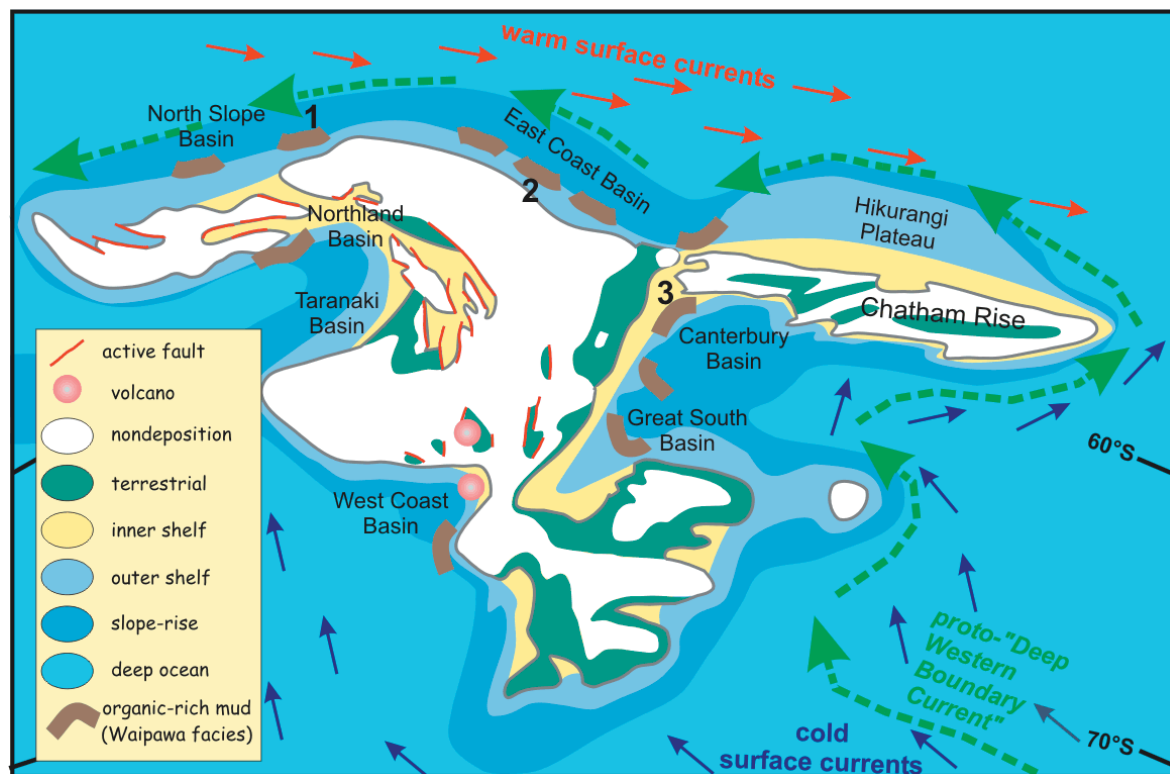 warm surface currents
North Slope
Basin
1
East Coast Basin
2
Northland
Basin
Hikurangi
Plateau
Taranaki
Basin
3
Chatham Rise
Canterbury
Basin
Great South
Basin
West Coast
Basin
60°S
proto-"Deep
Western
Boundary
Current"
70°S
cold
surface currents
active fault
volcano
nondeposition
terrestrial
inner shelf
outer shelf
slope-rise
deep ocean
organic-rich mud
(Waipawa facies)